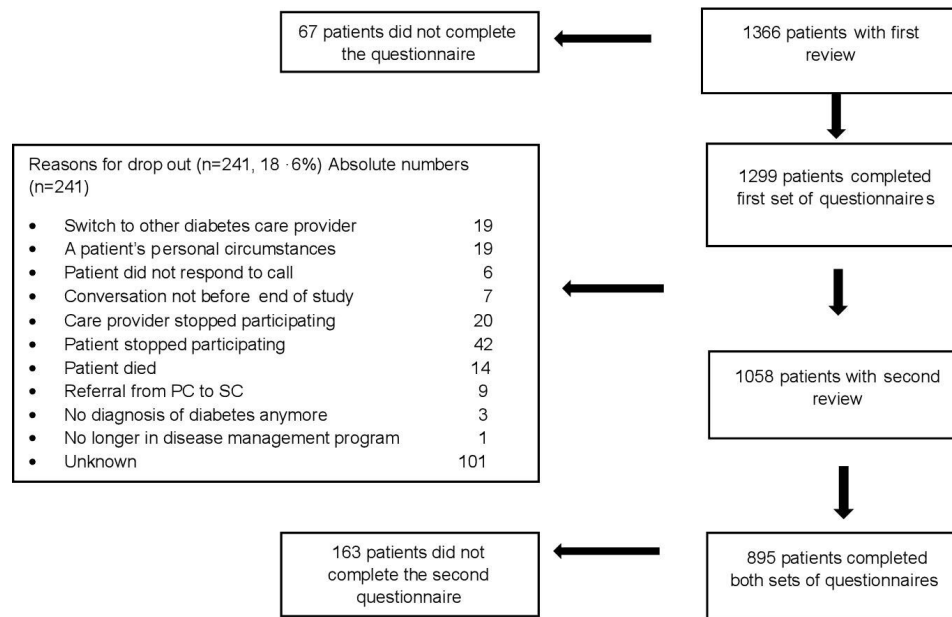 67 patients did not complete
the questionnaire
1366 patients with first
review
Reasons for drop out (n=241, 18 ·6%) Absolute numbers
(n=241)
• Switch to other diabetes care provider 19
• A patient's personal circumstances 19
• Patient did not respond to call 6
• Conversation not before end of study 7
• Care provider stopped participating 20
• Patient stopped participating 42
• Patient died 14
• Referral from PC to SC 9
• No diagnosis of diabetes anymore 3
• No longer in disease management program 1
• Unknown 101
1299 patients completed
first set of questionnaires
1058 patients with second
review
163 patients did not
complete the second
questionnaire
895 patients completed
both sets of questionnaires